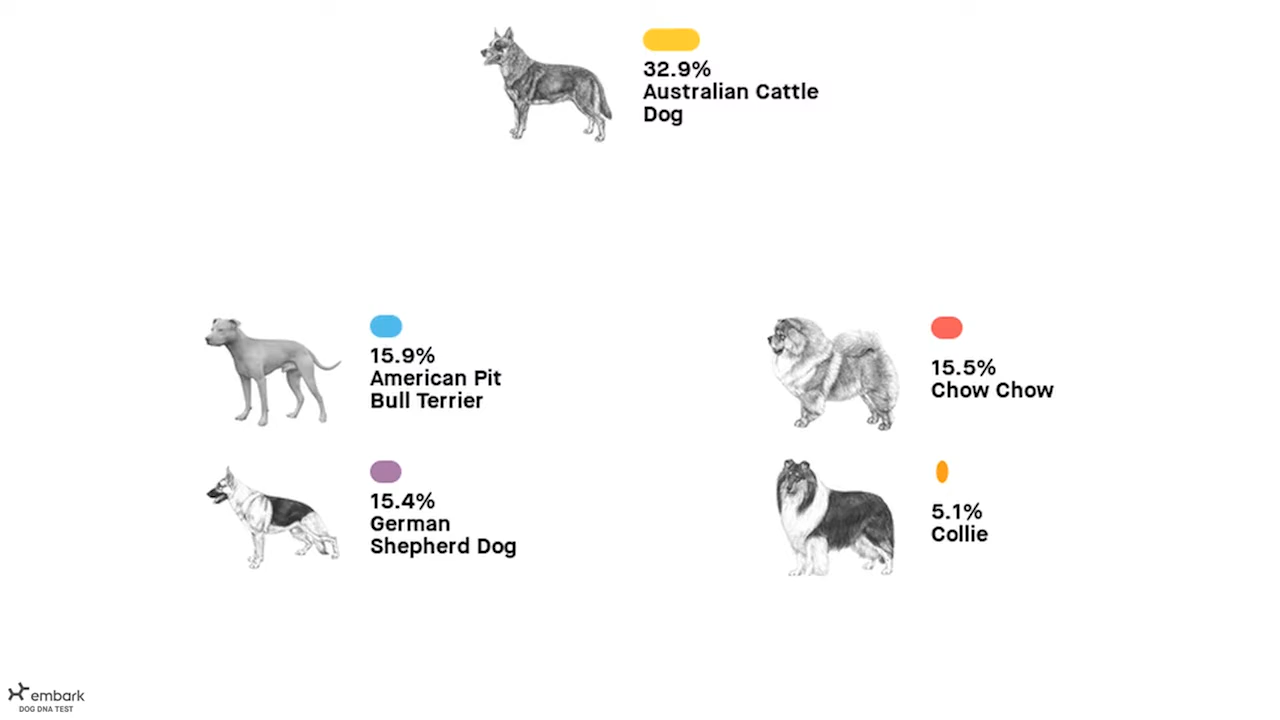 32.9%
Australian Cattle
Dog
15.9%
American Pit
Bull Terrier
15.5%
Chow Chow
15.4%
German
Shepherd Dog
5.1%
Collie
embark
DOG DNA TEST